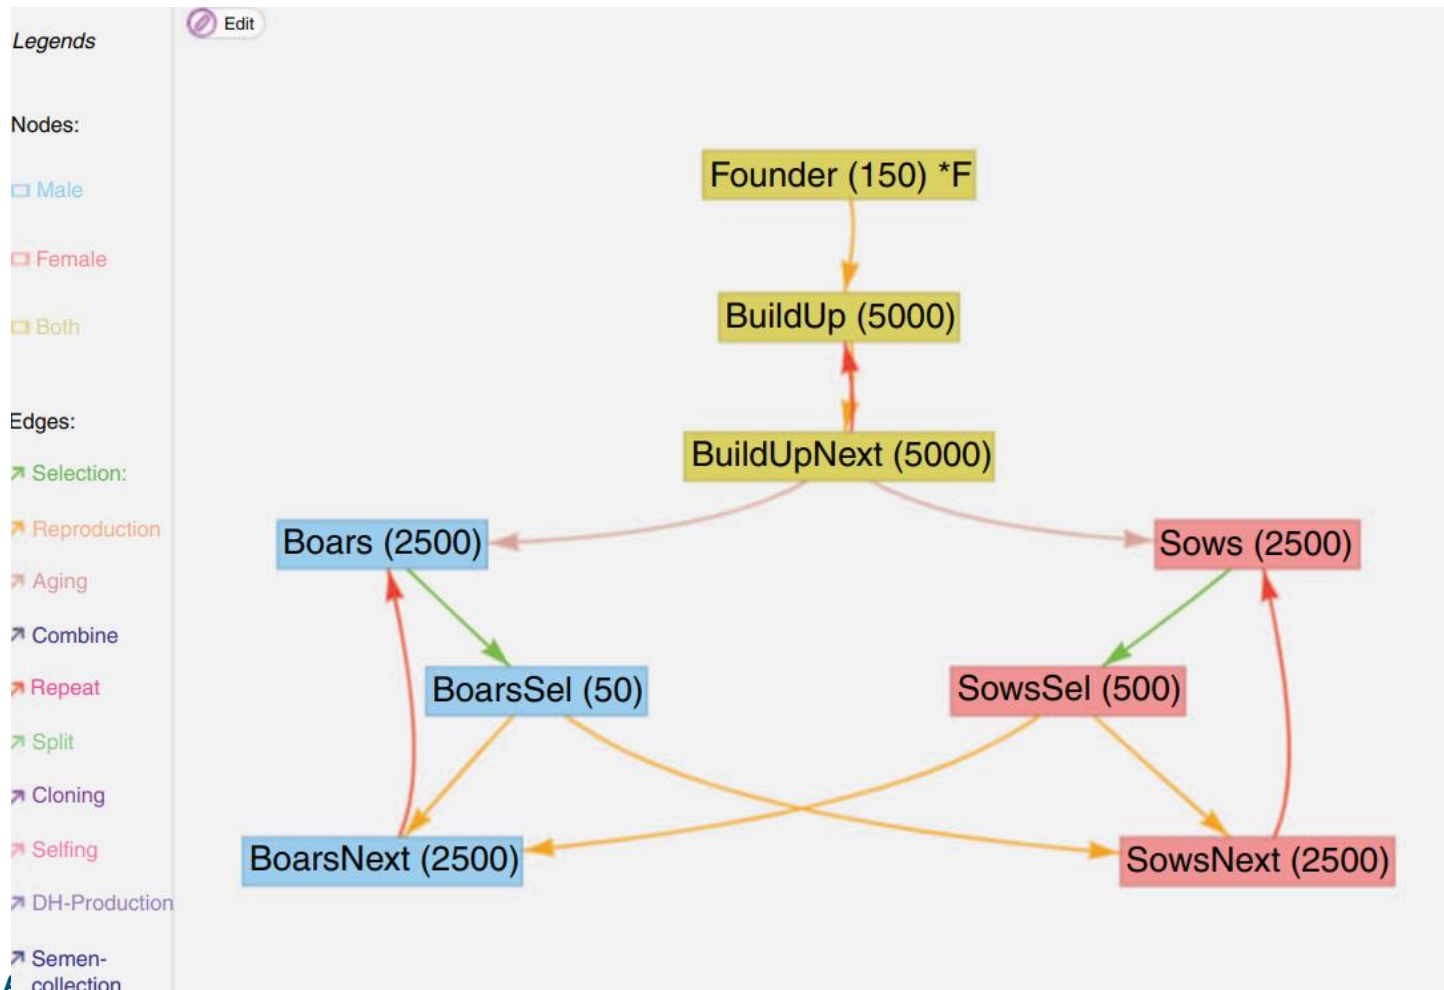 Legends
Edit
Nodes:
Male
Female
Both
Edges:
Selection:
Reproduction
Aging
Combine
Repeat
Split
Cloning
Selfing
DH-Production
Semen-
collection
Founder (150) *F
BuildUp (5000)
BuildUpNext (5000)
Boars (2500)
Sows (2500)
BoarsSel (50)
SowsSel (500)
BoarsNext (2500)
SowsNext (2500)